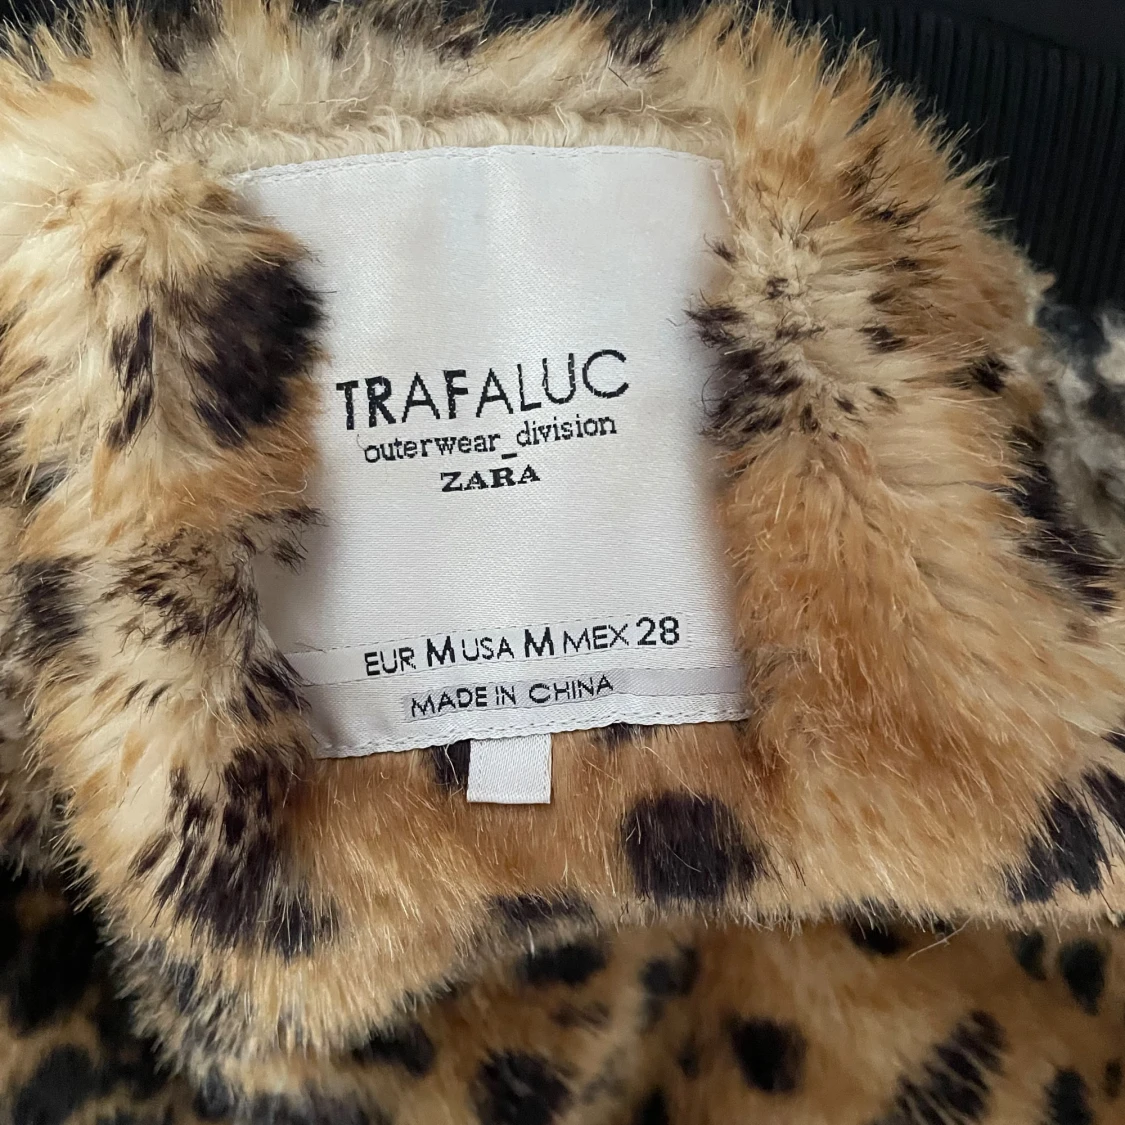 TRAFALUC
outerwear_division
ZARA
EUR M USA M MEX 28
MADE IN CHINA